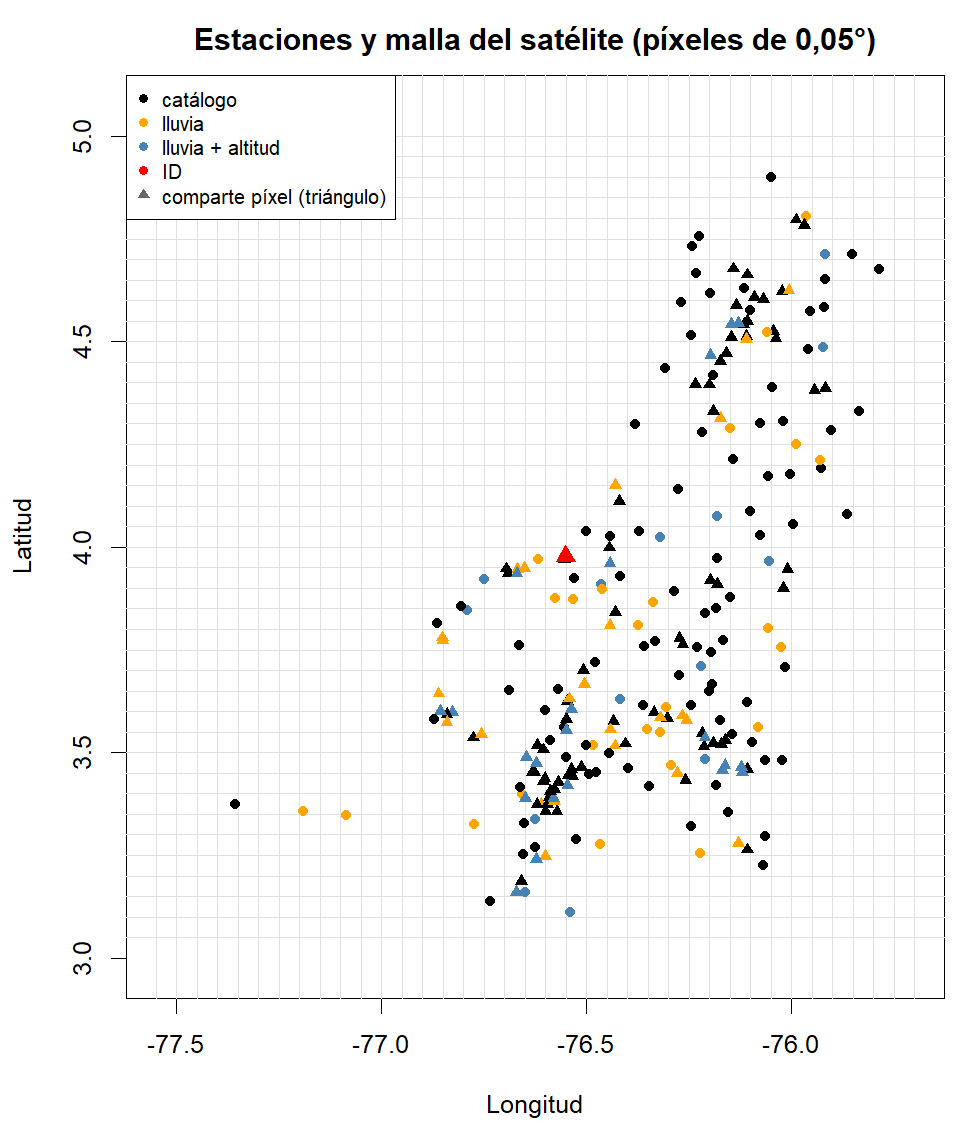 Estaciones y malla del satélite (píxeles de 0,05°)
catálogo
lluvia
lluvia + altitud
ID
comparte píxel (triángulo)
5.0
4.5
4.0
3.5
3.0
Latitud
-77.5 -77.0 -76.5 -76.0
Longitud